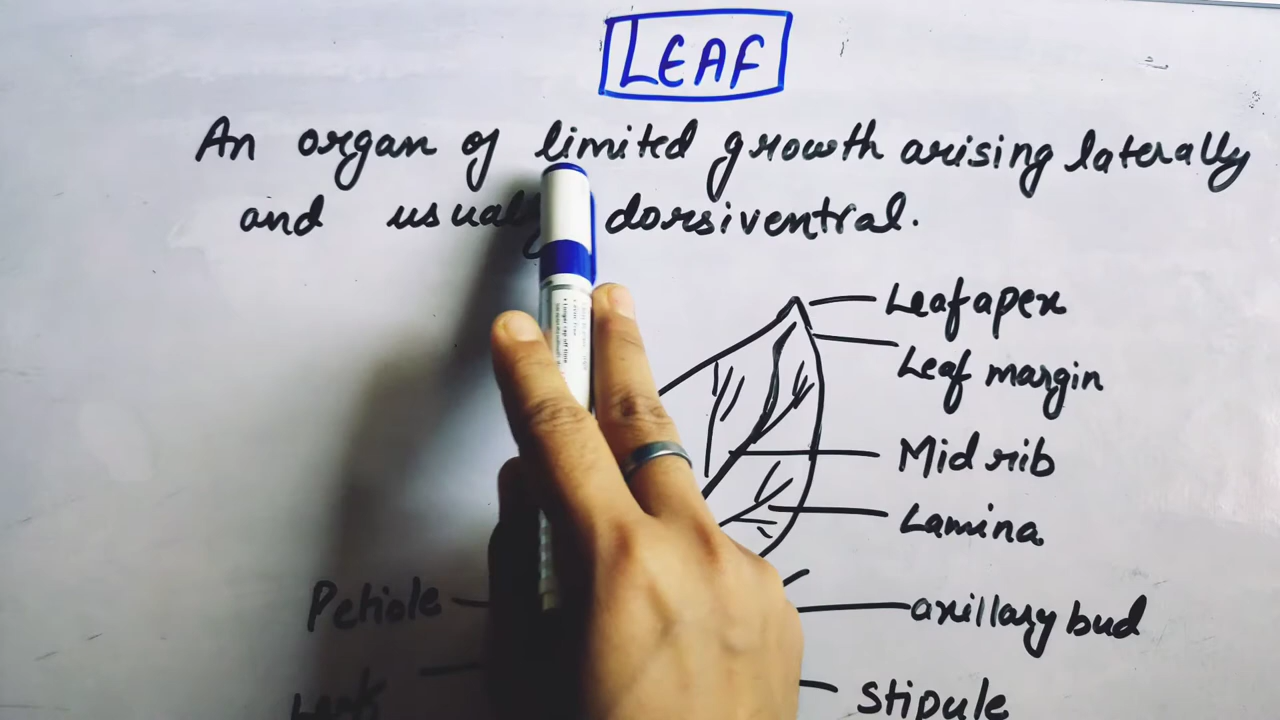 LEAF
An organ of limited growth arising laterally
and usually dorsiventral.
Leaf apex
Leaf margin
Mid rib
Lamina
Petiole
axillary bud
Stipule